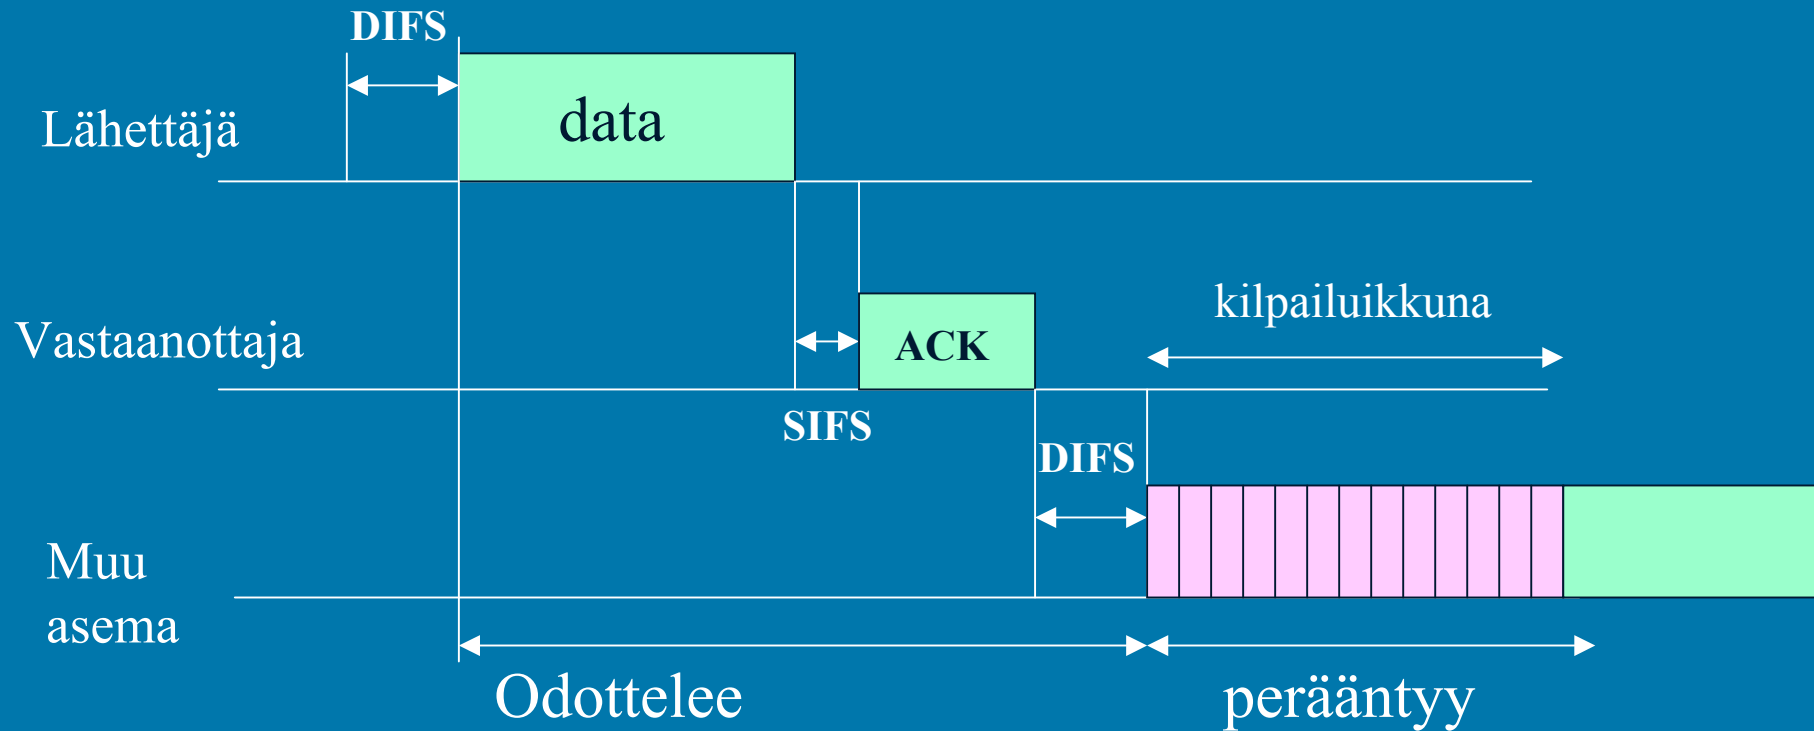 DIFS
Lähettäjä
data
Vastaanottaja
ACK
kilpailuikkuna
SIFS
DIFS
Muu
asema
Odottelee
perääntyy